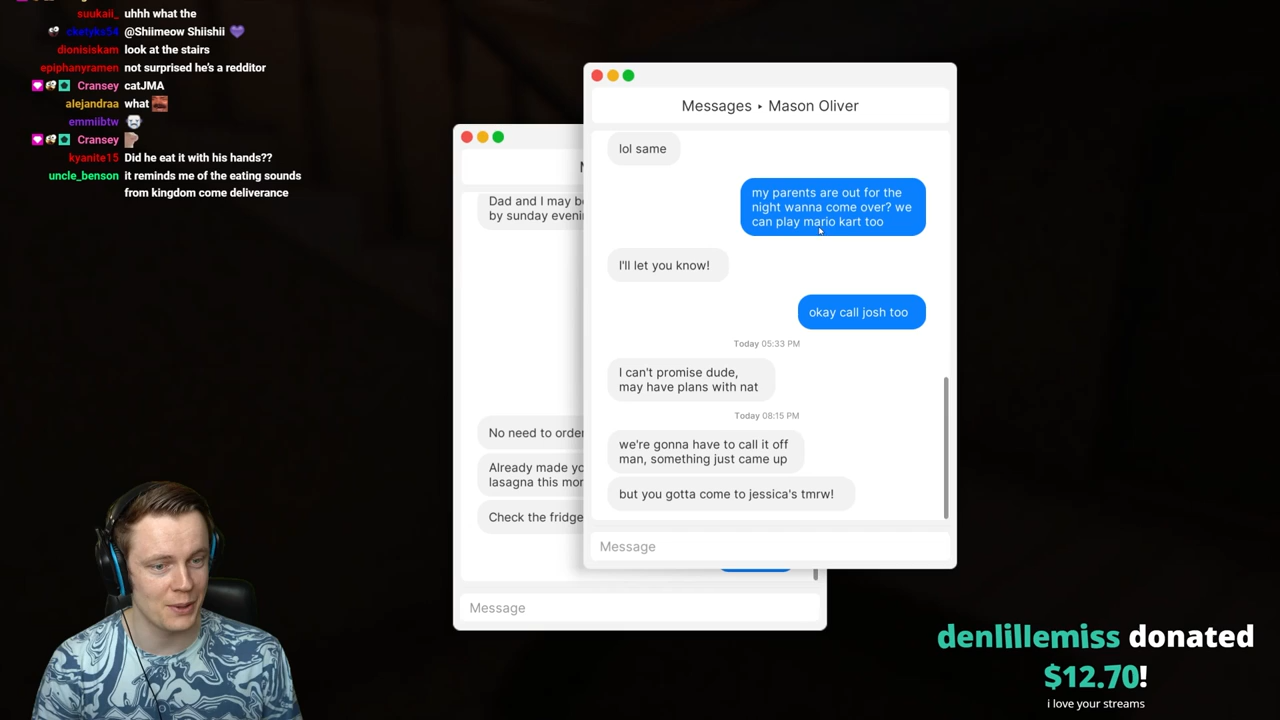 suukaii_ uhhh what the
cketyks54 @Shiimeow Shiishii
dionisiskam look at the stairs
epiphanyramen not surprised he's a redditor
Cransey catJMA
alejandraa what
emmiibtw
Cransey
kyanite15 Did he eat it with his hands??
uncle_benson it reminds me of the eating sounds
from kingdom come deliverance
Messages ▸ Mason Oliver
lol same
my parents are out for the
night wanna come over? we
can play mario kart too
I'll let you know!
okay call josh too
Today 05:33 PM
I can't promise dude,
may have plans with nat
Today 08:15 PM
we're gonna have to call it off
man, something just came up
but you gotta come to jessica's tmrw!
Message
Dad and I may
by sunday
No need to
Already made
lasagna this
Check the fridge
Message
denlillemiss donated
$12.70!
i love your streams